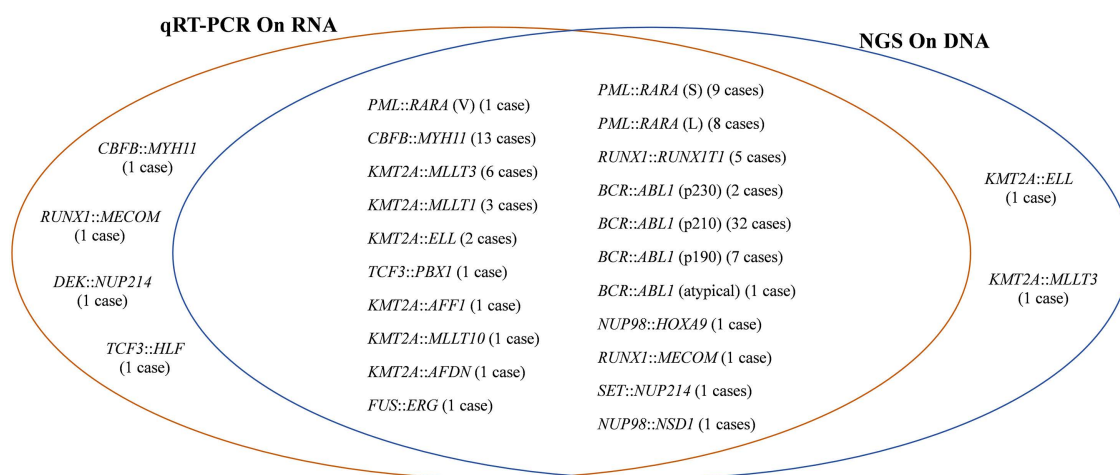 qRT-PCR On RNA
NGS On DNA
CBFB::MYH11
(1 case)
RUNX1::MECOM
(1 case)
DEK::NUP214
(1 case)
TCF3::HLF
(1 case)
PML::RARA (V) (1 case)
CBFB::MYH11 (13 cases)
KMT2A::MLLT3 (6 cases)
KMT2A::MLLT1 (3 cases)
KMT2A::ELL (2 cases)
TCF3::PBX1 (1 case)
KMT2A::AFF1 (1 case)
KMT2A::MLLT10 (1 case)
KMT2A::AFDN (1 case)
FUS::ERG (1 case)
PML::RARA (S) (9 cases)
PML::RARA (L) (8 cases)
RUNX1::RUNX1T1 (5 cases)
BCR::ABL1 (p230) (2 cases)
BCR::ABL1 (p210) (32 cases)
BCR::ABL1 (p190) (7 cases)
BCR::ABL1 (atypical) (1 case)
NUP98::HOXA9 (1 case)
RUNX1::MECOM (1 case)
SET::NUP214 (1 cases)
NUP98::NSD1 (1 cases)
KMT2A::ELL
(1 case)
KMT2A::MLLT3
(1 case)